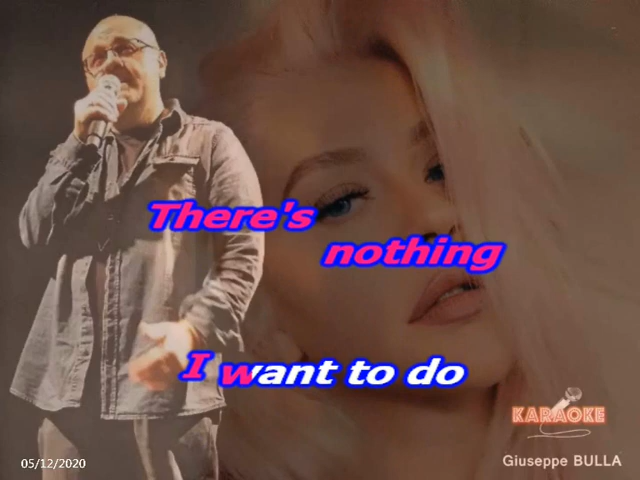 There's
nothing
I want to do
KARAOKE
05/12/2020
Giuseppe BULLA